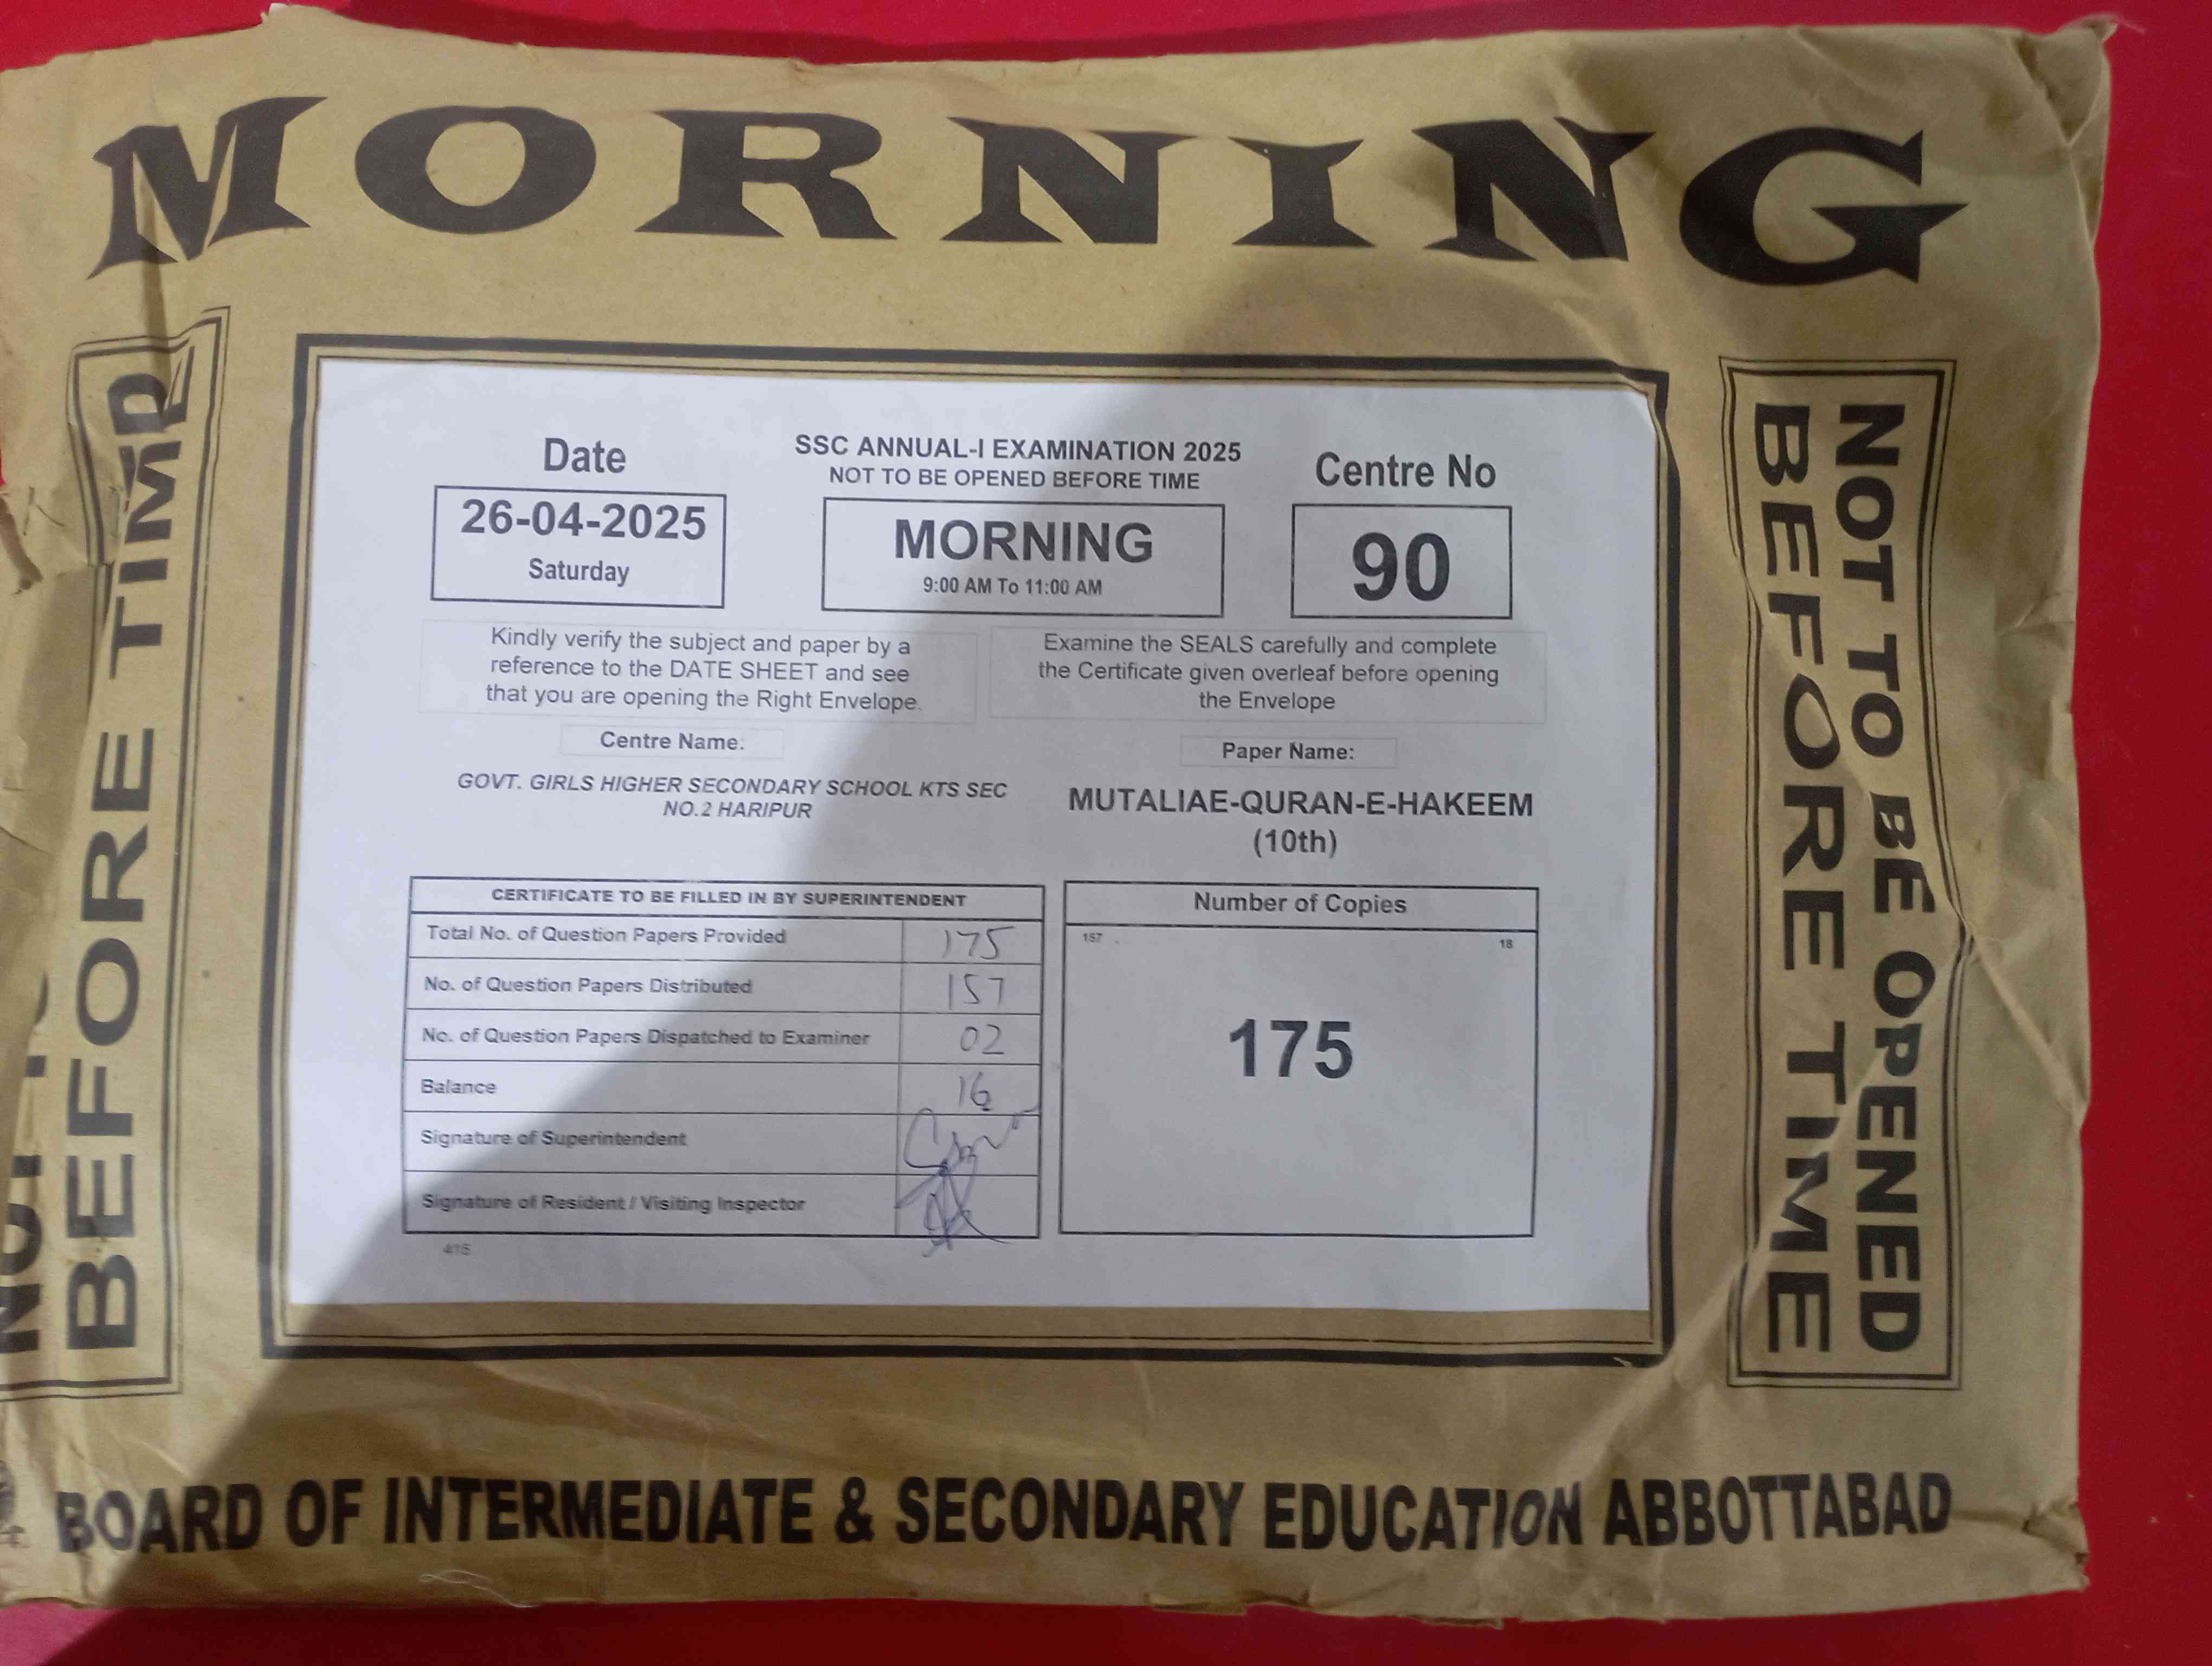 MORNING
BEFORE TIME
NOT TO BE OPENED
BEFORE TIME
Date
26-04-2025
Saturday
SSC ANNUAL-I EXAMINATION 2025
NOT TO BE OPENED BEFORE TIME
MORNING
9:00 AM To 11:00 AM
Centre No
90
Kindly verify the subject and paper by a
reference to the DATE SHEET and see
that you are opening the Right Envelope.
Examine the SEALS carefully and complete
the Certificate given overleaf before opening
the Envelope
Centre Name:
GOVT. GIRLS HIGHER SECONDARY SCHOOL KTS SEC
NO.2 HARIPUR
Paper Name:
MUTALIAE-QURAN-E-HAKEEM
(10th)
CERTIFICATE TO BE FILLED IN BY SUPERINTENDENT
Total No. of Question Papers Provided 175
No. of Question Papers Distributed 157
No. of Question Papers Dispatched to Examiner 02
Balance 16
Signature of Superintendent
Signature of Resident / Visiting Inspector
415
Number of Copies
157 18
175
BOARD OF INTERMEDIATE & SECONDARY EDUCATION ABBOTTABAD